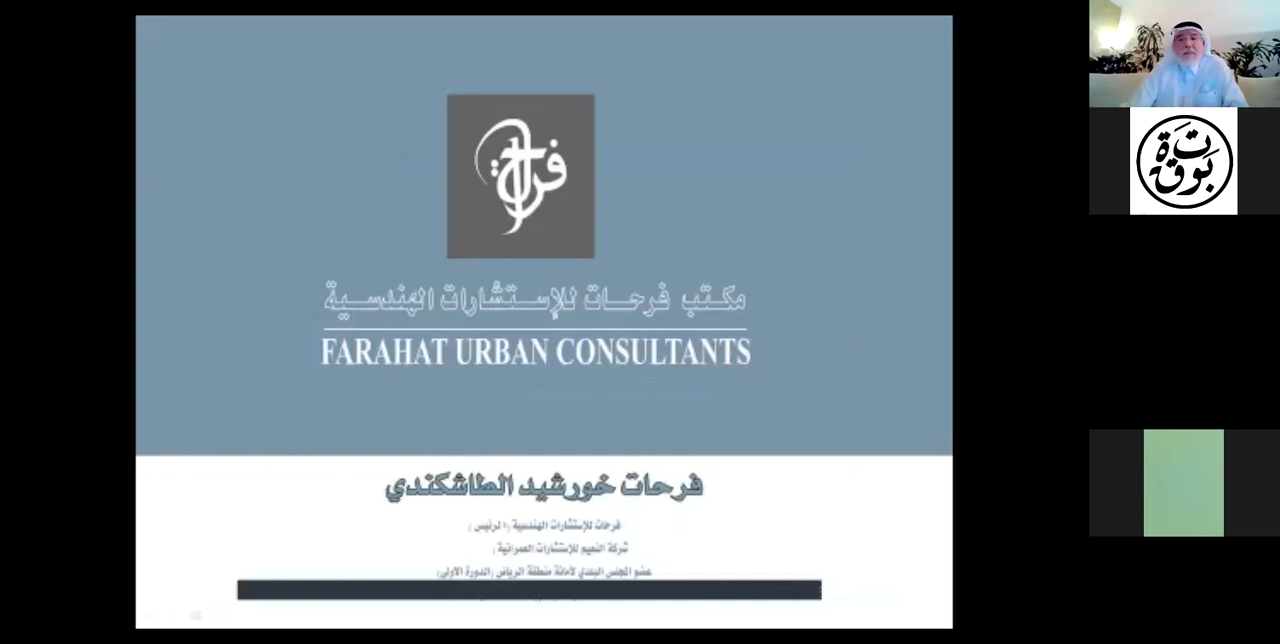 فرحات
مكتب فرحات للإستشارات الهندسية
FARAHAT URBAN CONSULTANTS
فرحات خورشيد الطاشكندي
فرحات للإستشارات الهندسية (الرئيس)
شركة النعيم للإستشارات العمرانية
عضو المجلس البلدي لأمانة منطقة الرياض (الدورة الأولى)
بوتقة